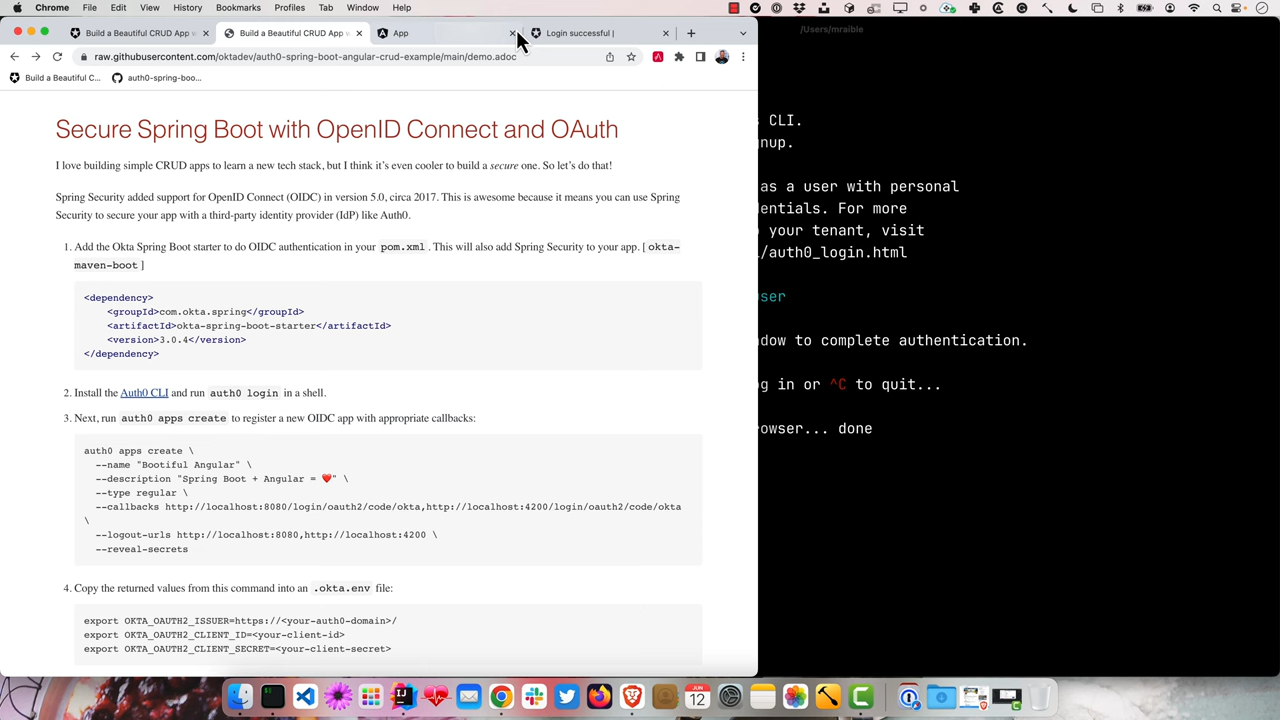 Chrome File Edit View History Bookmarks Profiles Tab Window Help
Build a Beautiful CRUD App w
Build a Beautiful CRUD App w
App
Login successful |
/Users/mraible
raw.githubusercontent.com/oktadev/auth0-spring-boot-angular-crud-example/main/demo.adoc
Build a Beautiful C...
auth0-spring-boo...
Secure Spring Boot with OpenID Connect and OAuth
I love building simple CRUD apps to learn a new tech stack, but I think it’s even cooler to build a secure one. So let’s do that!
Spring Security added support for OpenID Connect (OIDC) in version 5.0, circa 2017. This is awesome because it means you can use Spring
Security to secure your app with a third-party identity provider (IdP) like Auth0.
1. Add the Okta Spring Boot starter to do OIDC authentication in your pom.xml . This will also add Spring Security to your app. [ okta-
maven-boot ]
<dependency>
<groupId>com.okta.spring</groupId>
<artifactId>okta-spring-boot-starter</artifactId>
<version>3.0.4</version>
</dependency>
2. Install the Auth0 CLI and run auth0 login in a shell.
3. Next, run auth0 apps create to register a new OIDC app with appropriate callbacks:
auth0 apps create \
--name "Bootiful Angular" \
--description "Spring Boot + Angular = ❤️" \
--type regular \
--callbacks http://localhost:8080/login/oauth2/code/okta,http://localhost:4200/login/oauth2/code/okta
\
--logout-urls http://localhost:8080,http://localhost:4200 \
--reveal-secrets
4. Copy the returned values from this command into an .okta.env file:
export OKTA_OAUTH2_ISSUER=https://<your-auth0-domain>/
export OKTA_OAUTH2_CLIENT_ID=<your-client-id>
export OKTA_OAUTH2_CLIENT_SECRET=<your-client-secret>
CLI.
nup.
as a user with personal
dentials. For more
your tenant, visit
/auth0_login.html
user
dow to complete authentication.
g in or ^C to quit...
rowser... done
JUN
12